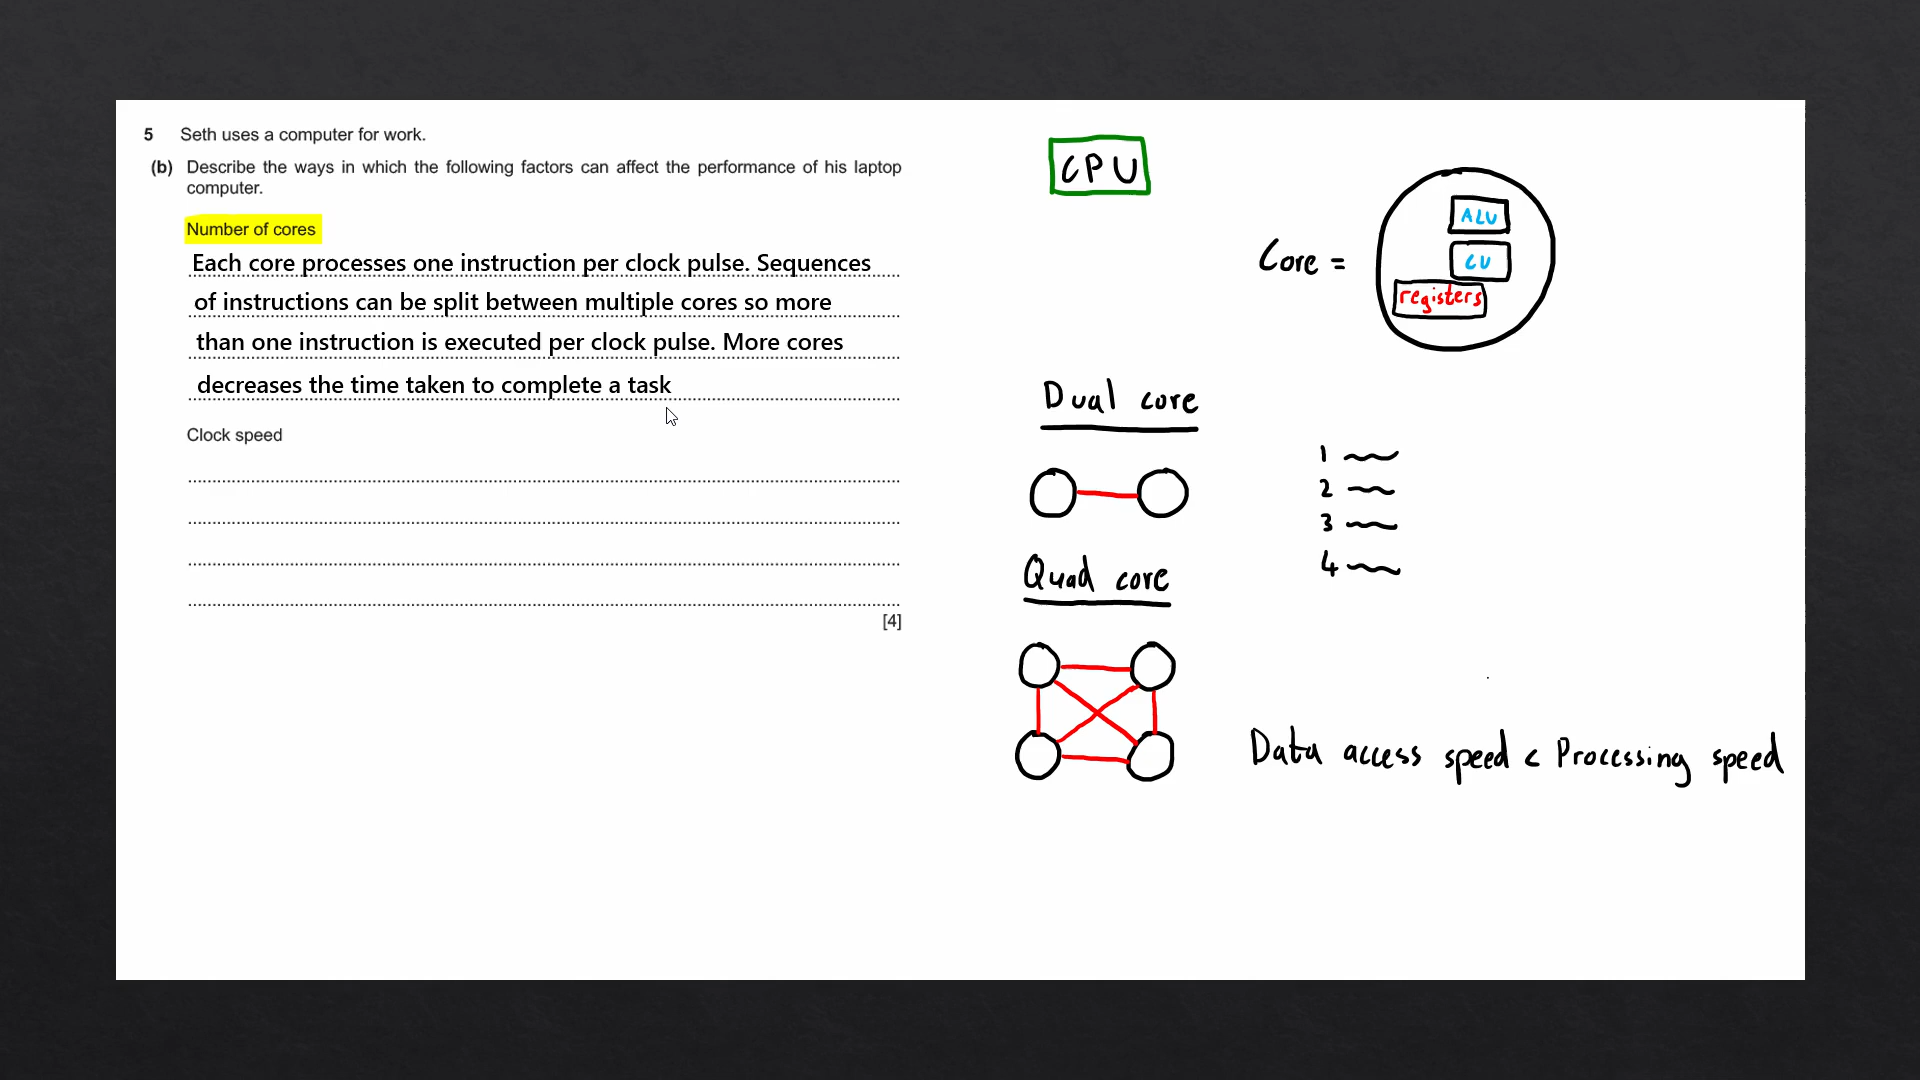 5 Seth uses a computer for work.
(b) Describe the ways in which the following factors can affect the performance of his laptop
computer.
Number of cores
Each core processes one instruction per clock pulse. Sequences
of instructions can be split between multiple cores so more
than one instruction is executed per clock pulse. More cores
decreases the time taken to complete a task
Clock speed
[4]
CPU
Core =
ALU
CU
registers
Dual core
1
2
3
4
Quad core
Data access speed < Processing speed